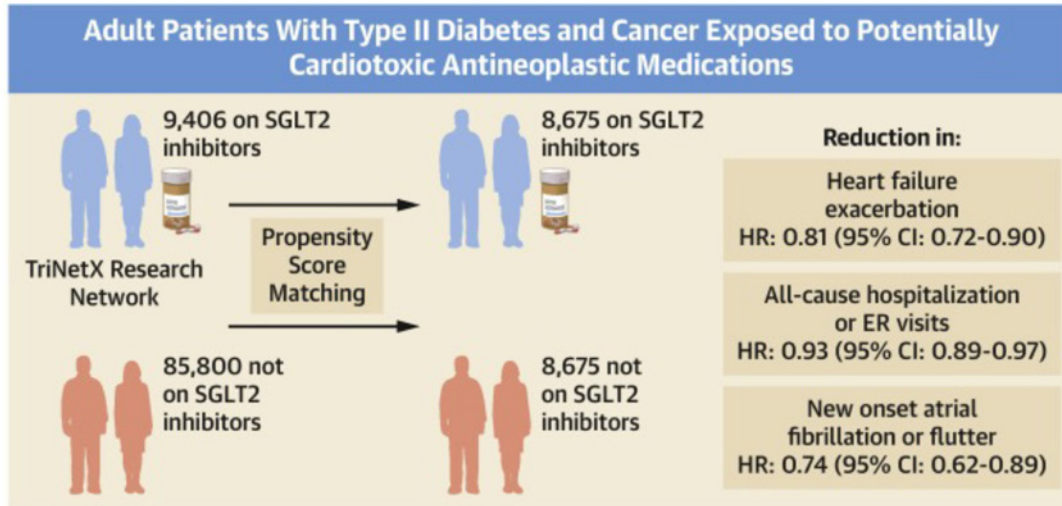 Adult Patients With Type II Diabetes and Cancer Exposed to Potentially
Cardiotoxic Antineoplastic Medications
9,406 on SGLT2
inhibitors
TriNetX Research
Network
85,800 not
on SGLT2
inhibitors
Propensity
Score
Matching
8,675 on SGLT2
inhibitors
8,675 not
on SGLT2
inhibitors
Reduction in:
Heart failure
exacerbation
HR: 0.81 (95% CI: 0.72-0.90)
All-cause hospitalization
or ER visits
HR: 0.93 (95% CI: 0.89-0.97)
New onset atrial
fibrillation or flutter
HR: 0.74 (95% CI: 0.62-0.89)